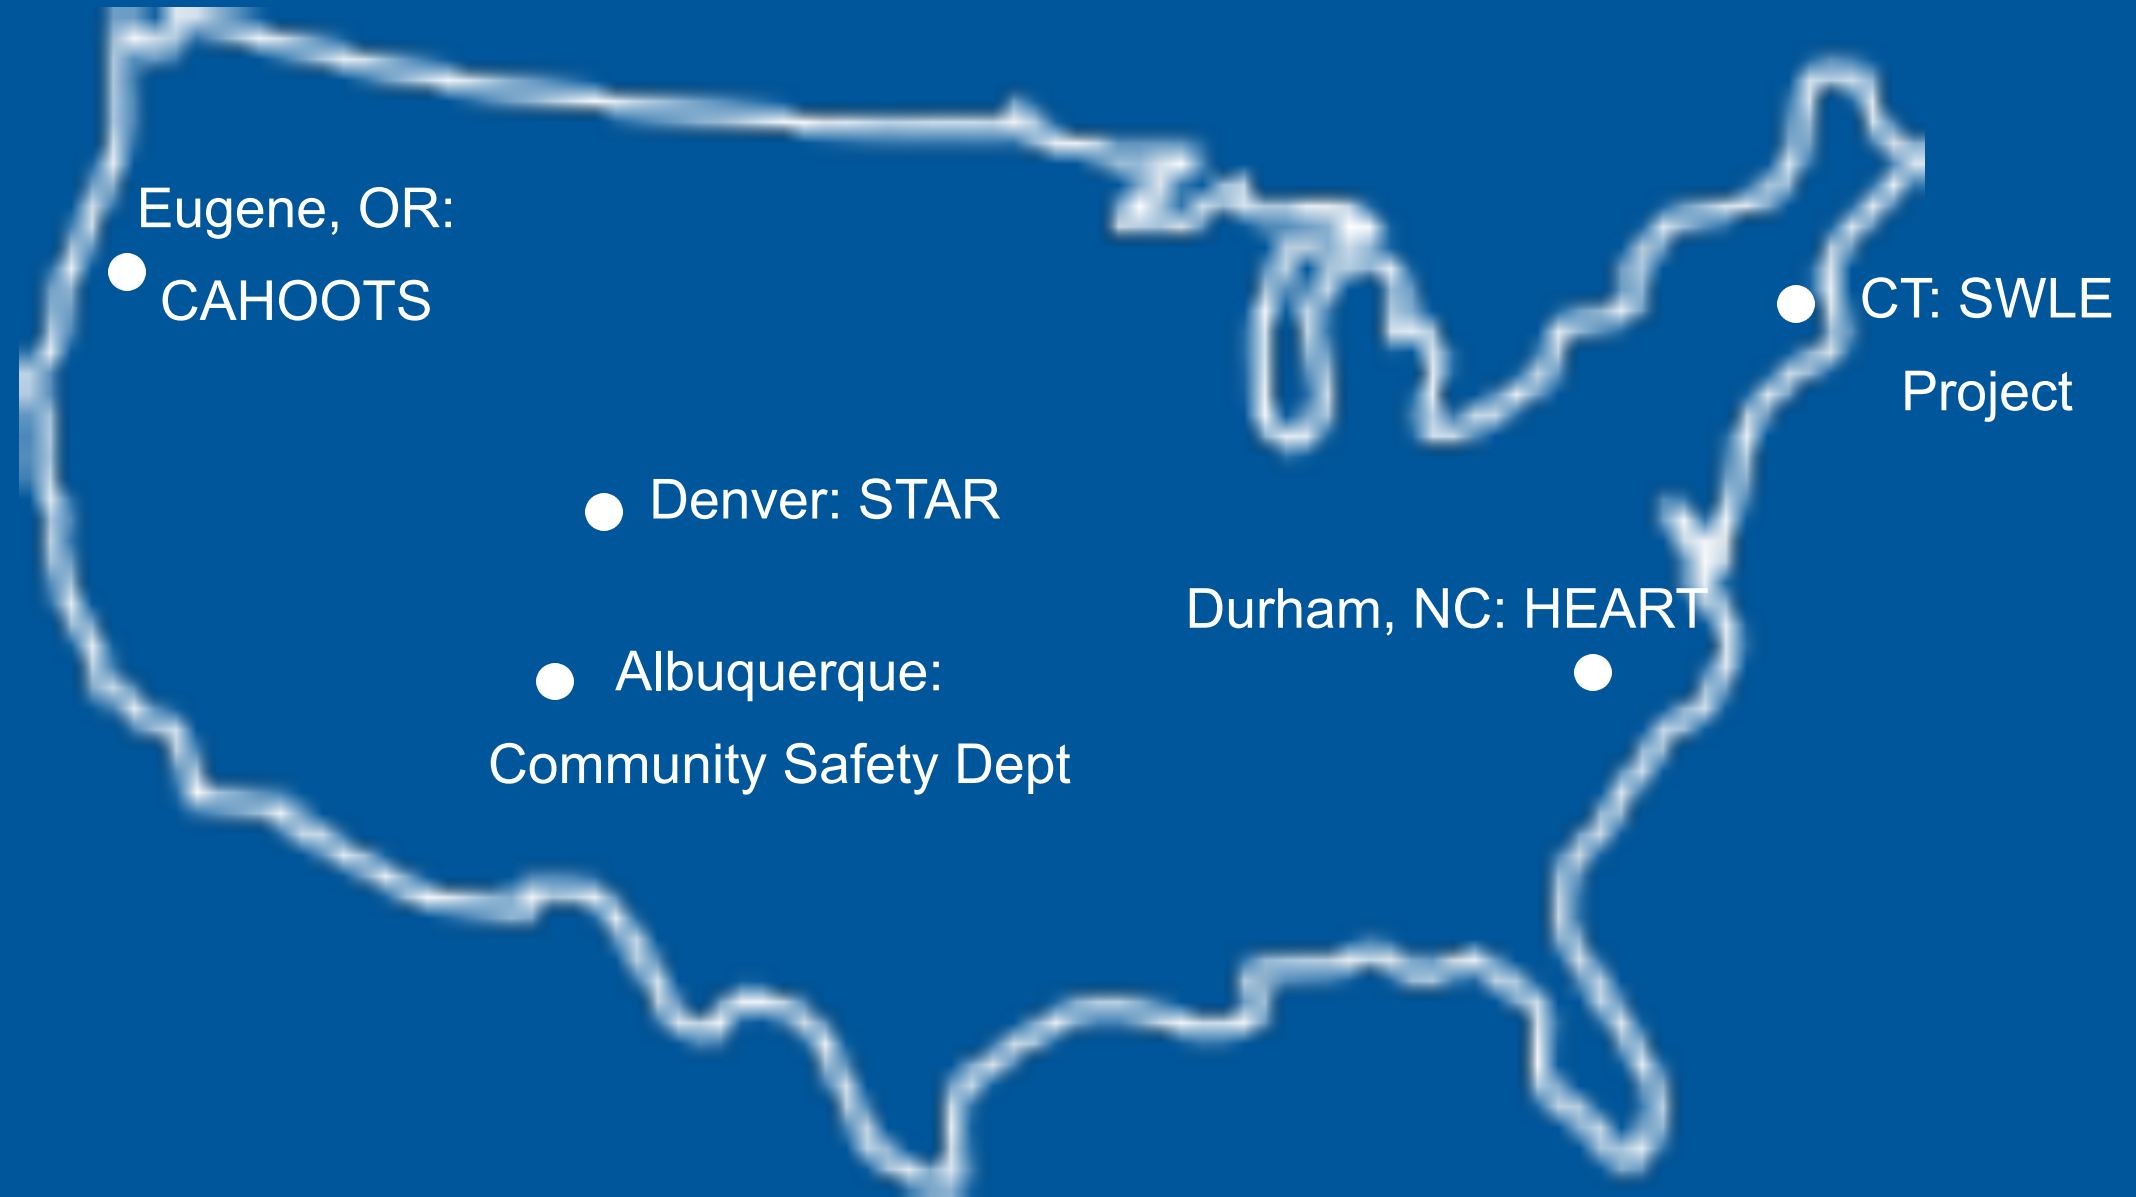 Eugene, OR:
CAHOOTS
CT: SWLE
Project
Denver: STAR
Durham, NC: HEART
Albuquerque:
Community Safety Dept